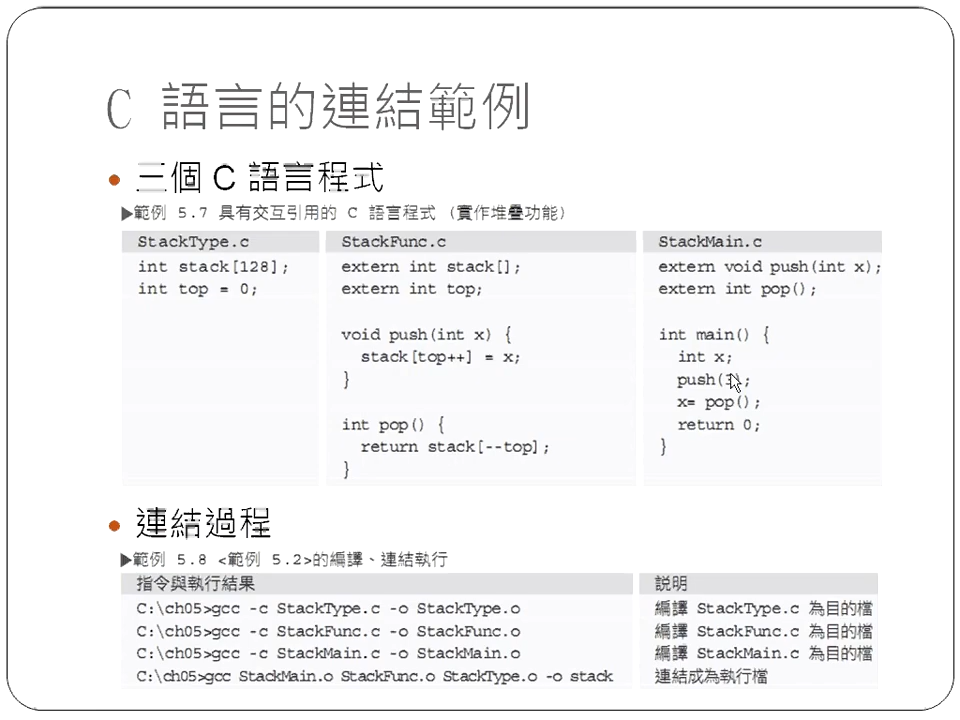 C 語言的連結範例
• 三個 C 語言程式
▶範例 5.7 具有交互引用的 C 語言程式 (實作堆疊功能)
StackType.c
int stack[128];
int top = 0;
StackFunc.c
extern int stack[];
extern int top;
void push(int x) {
stack[top++] = x;
}
int pop() {
return stack[--top];
}
StackMain.c
extern void push(int x);
extern int pop();
int main() {
int x;
push( );
x= pop();
return 0;
}
• 連結過程
▶範例 5.8 <範例 5.2>的編譯、連結執行
指令與執行結果 說明
C:\ch05>gcc -c StackType.c -o StackType.o 編譯 StackType.c 為目的檔
C:\ch05>gcc -c StackFunc.c -o StackFunc.o 編譯 StackFunc.c 為目的檔
C:\ch05>gcc -c StackMain.c -o StackMain.o 編譯 StackMain.c 為目的檔
C:\ch05>gcc StackMain.o StackFunc.o StackType.o -o stack 連結成為執行檔